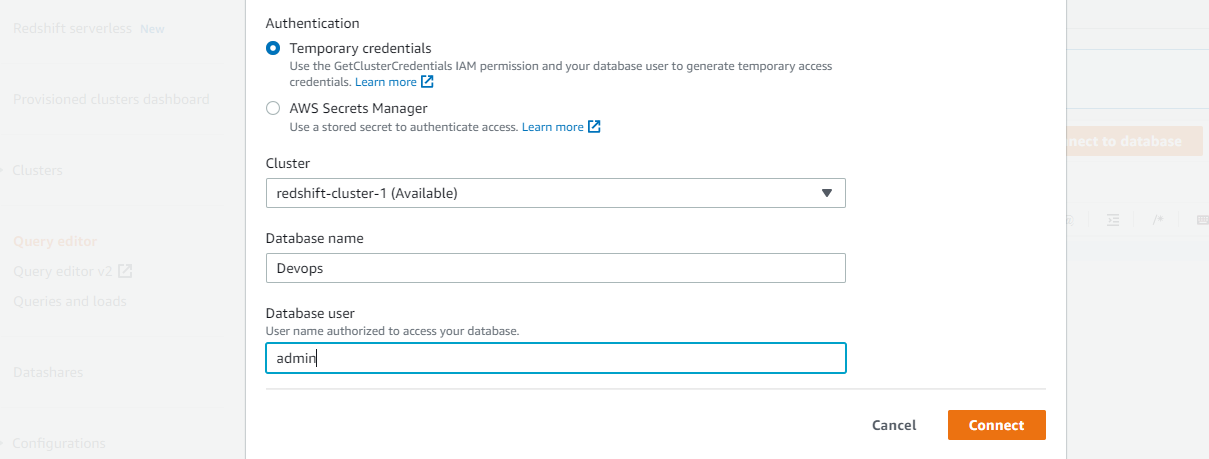 Redshift serverless New
Provisioned clusters dashboard
Clusters
Query editor
Query editor v2
Queries and loads
Datashares
Configurations
Authentication
Temporary credentials
Use the GetClusterCredentials IAM permission and your database user to generate temporary access
credentials. Learn more
AWS Secrets Manager
Use a stored secret to authenticate access. Learn more
Cluster
redshift-cluster-1 (Available)
Database name
Devops
Database user
User name authorized to access your database.
admin
Cancel
Connect
nect to database
/*